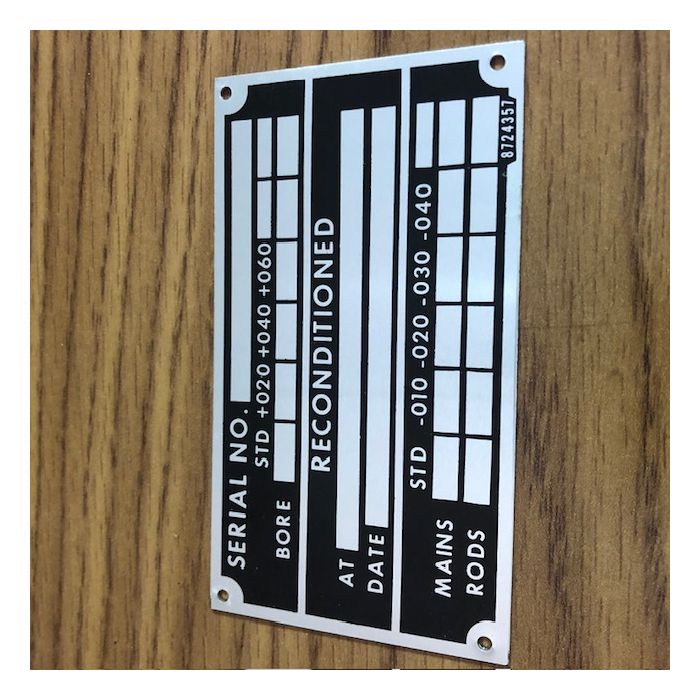 SERIAL NO.
STD +020 +040 +060
BORE
RECONDITIONED
AT
DATE
STD -010 -020 -030 -040
MAINS
RODS
8724357